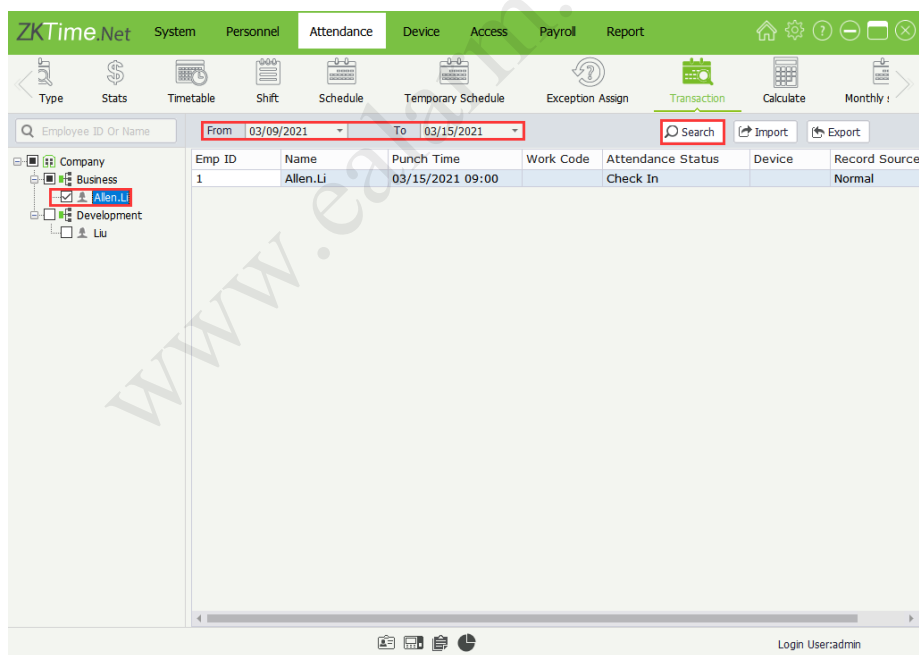 ZKTime.Net System Personnel Attendance Device Access Payroll Report
Type Stats Timetable Shift Schedule Temporary Schedule Exception Assign Transaction Calculate Monthly
Employee ID Or Name From 03/09/2021 To 03/15/2021 Search Import Export
Company
Business
Allen.Li
Development
Liu
Emp ID Name Punch Time Work Code Attendance Status Device Record Source
1 Allen.Li 03/15/2021 09:00 Check In Normal
Login User:admin